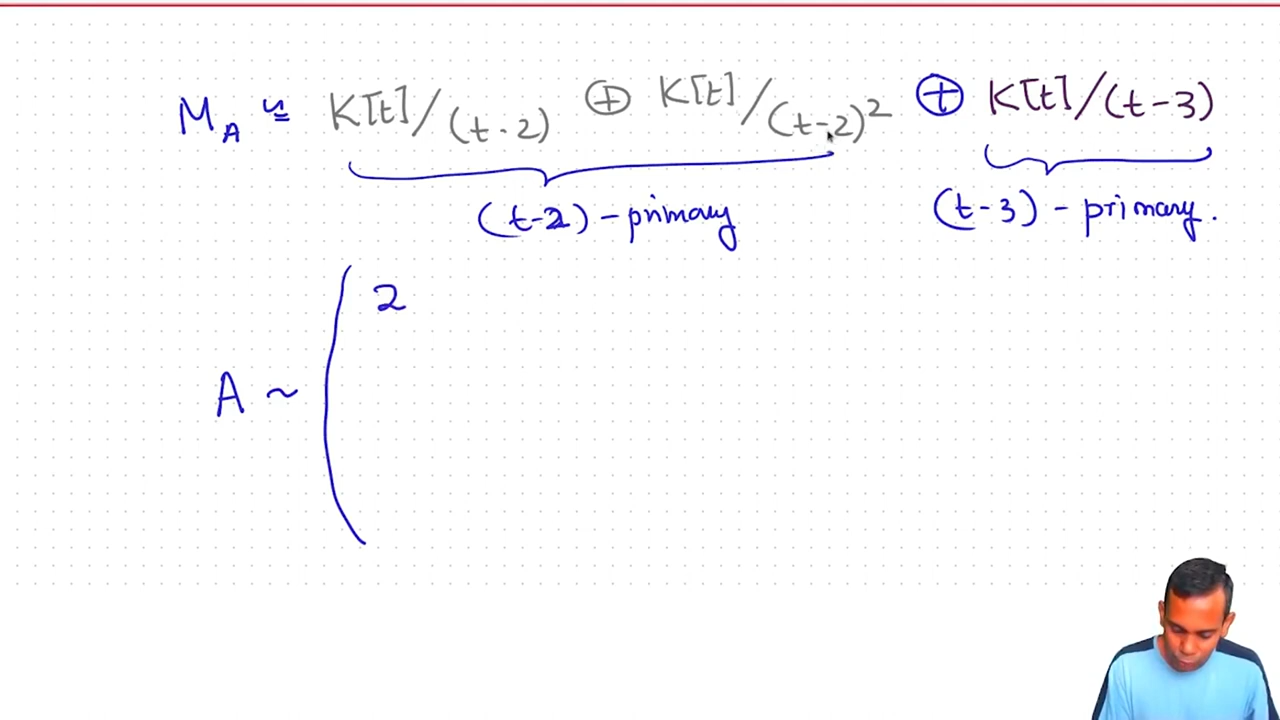 M_A ≅ K[t]/(t-2) ⊕ K[t]/(t-2)² ⊕ K[t]/(t-3)
(t-2)-primary (t-3)-primary.
2
A ~ (